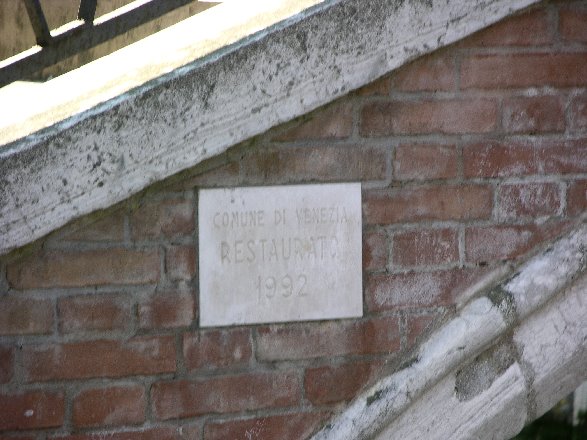 COMUNE DI VENEZIA
RESTAURATO
1992